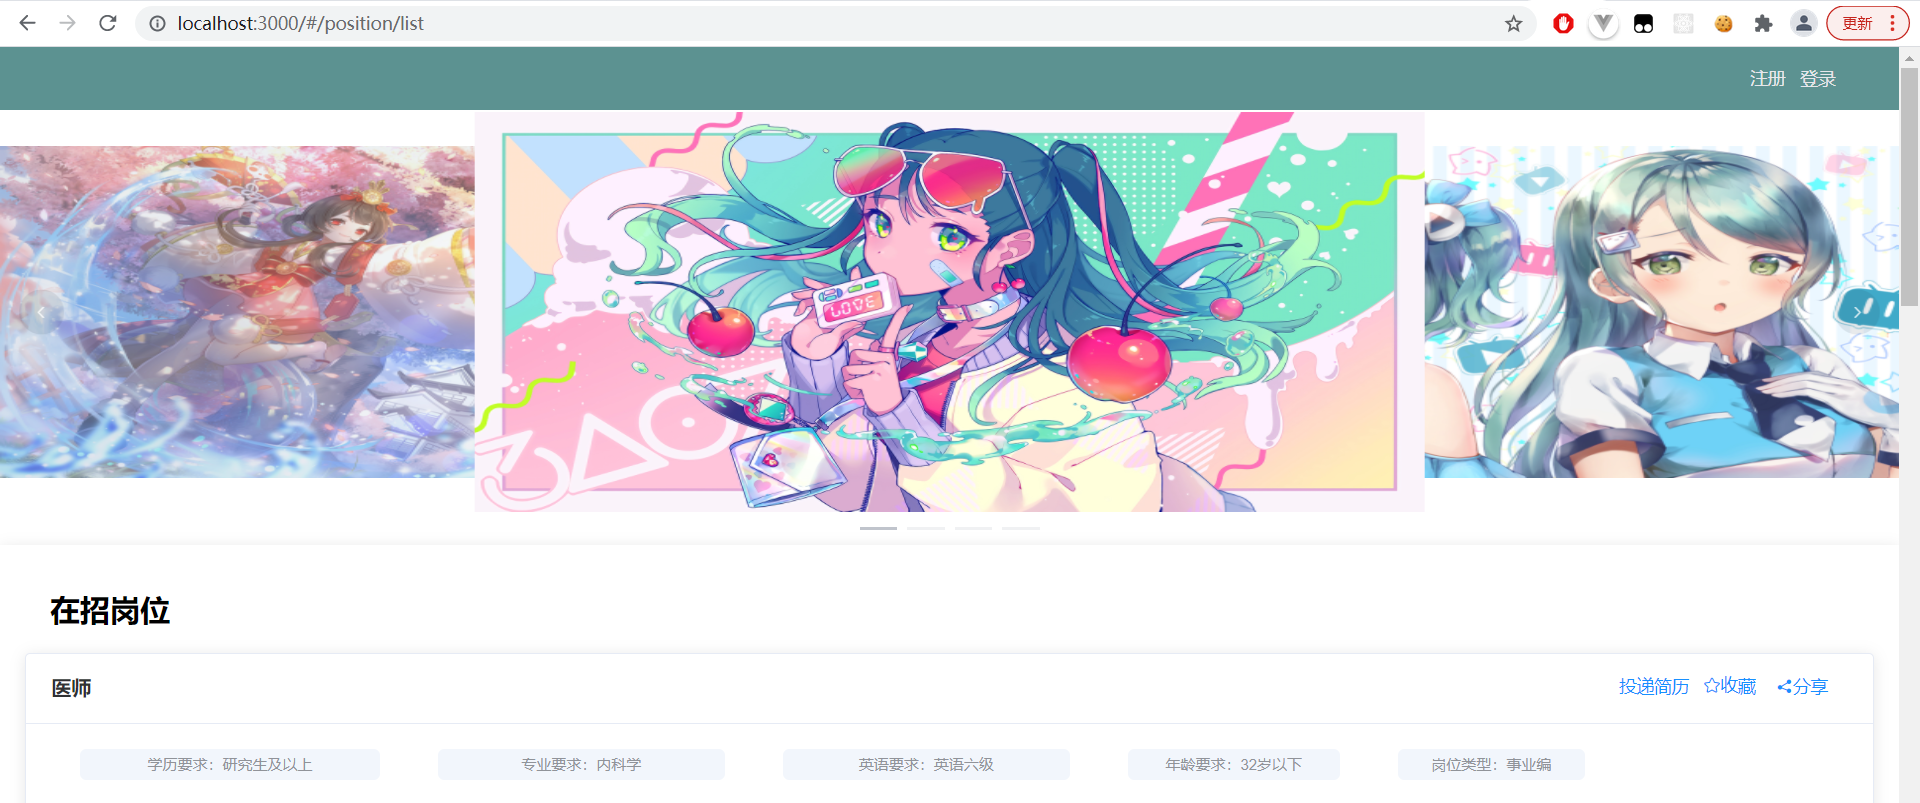 localhost:3000/#/position/list
更新
注册 登录
LOVE
在招岗位
医师
投递简历 收藏 分享
学历要求：研究生及以上 专业要求：内科学 英语要求：英语六级 年龄要求：32岁以下 岗位类型：事业编